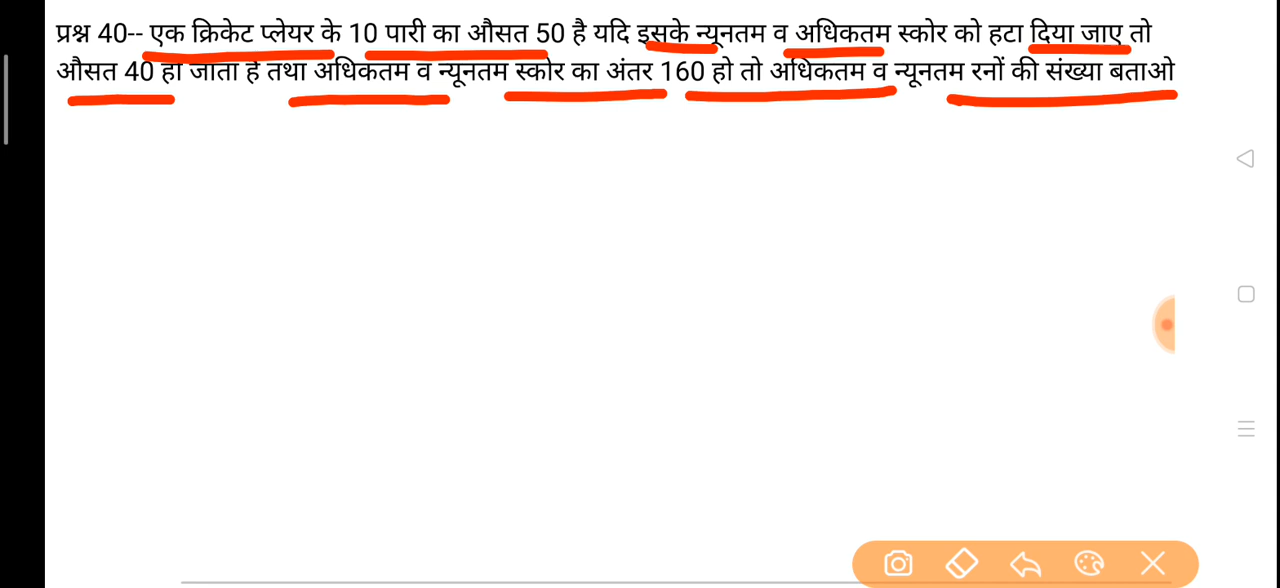 प्रश्न 40-- एक क्रिकेट प्लेयर के 10 पारी का औसत 50 है यदि इसके न्यूनतम व अधिकतम स्कोर को हटा दिया जाए तो
औसत 40 हो जाता है तथा अधिकतम व न्यूनतम स्कोर का अंतर 160 हो तो अधिकतम व न्यूनतम रनों की संख्या बताओ